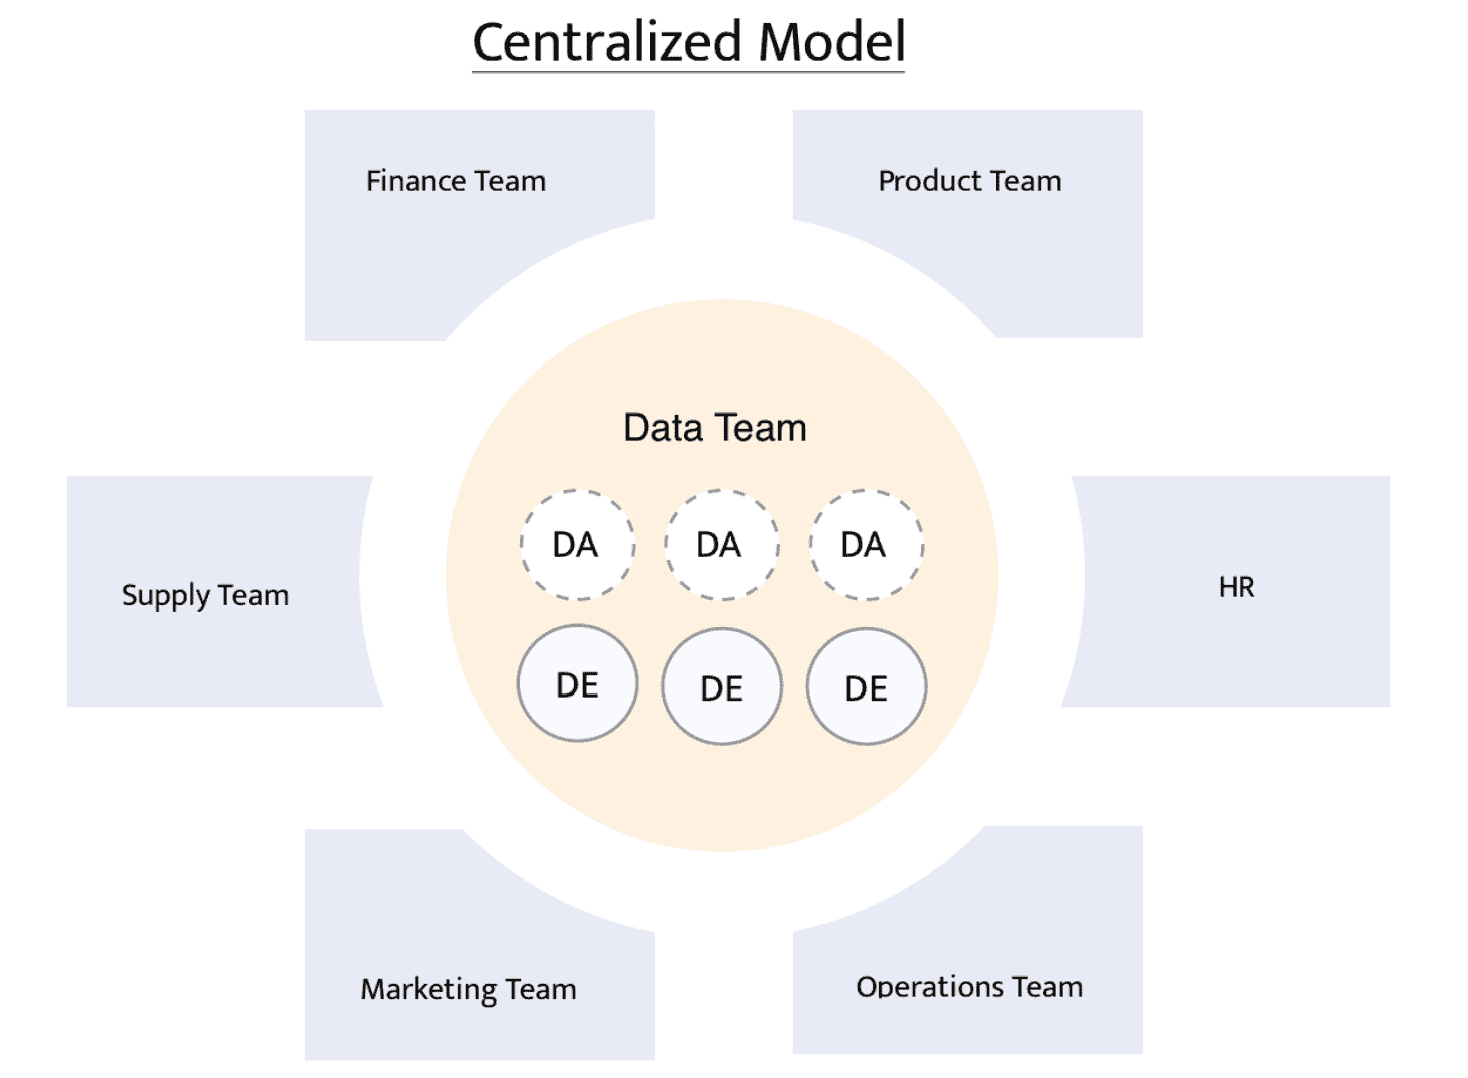 Centralized Model
Finance Team
Product Team
Data Team
DA
DA
DA
Supply Team
HR
DE
DE
DE
Marketing Team
Operations Team